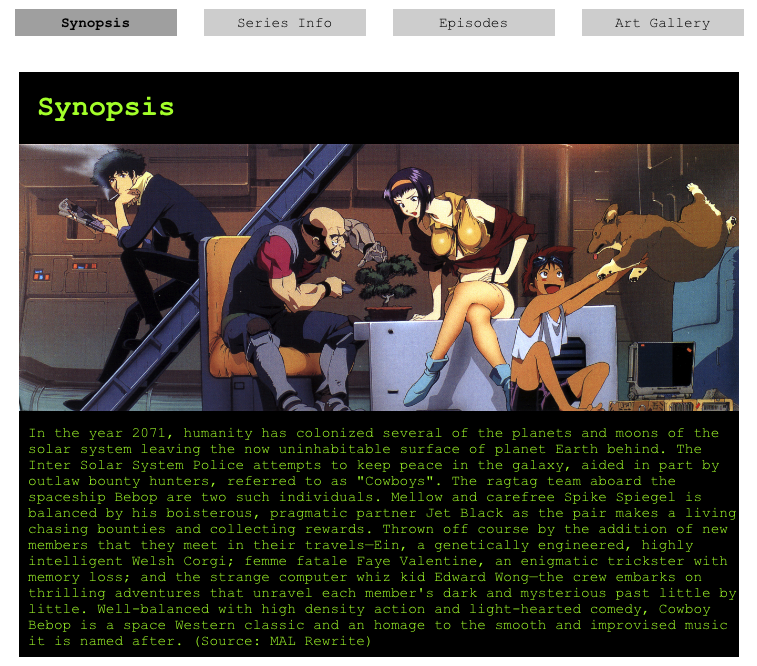 Synopsis
Series Info
Episodes
Art Gallery
Synopsis
In the year 2071, humanity has colonized several of the planets and moons of the
solar system leaving the now uninhabitable surface of planet Earth behind. The
Inter Solar System Police attempts to keep peace in the galaxy, aided in part by
outlaw bounty hunters, referred to as "Cowboys". The ragtag team aboard the
spaceship Bebop are two such individuals. Mellow and carefree Spike Spiegel is
balanced by his boisterous, pragmatic partner Jet Black as the pair makes a living
chasing bounties and collecting rewards. Thrown off course by the addition of new
members that they meet in their travels—Ein, a genetically engineered, highly
intelligent Welsh Corgi; femme fatale Faye Valentine, an enigmatic trickster with
memory loss; and the strange computer whiz kid Edward Wong—the crew embarks on
thrilling adventures that unravel each member's dark and mysterious past little by
little. Well-balanced with high density action and light-hearted comedy, Cowboy
Bebop is a space Western classic and an homage to the smooth and improvised music
it is named after. (Source: MAL Rewrite)